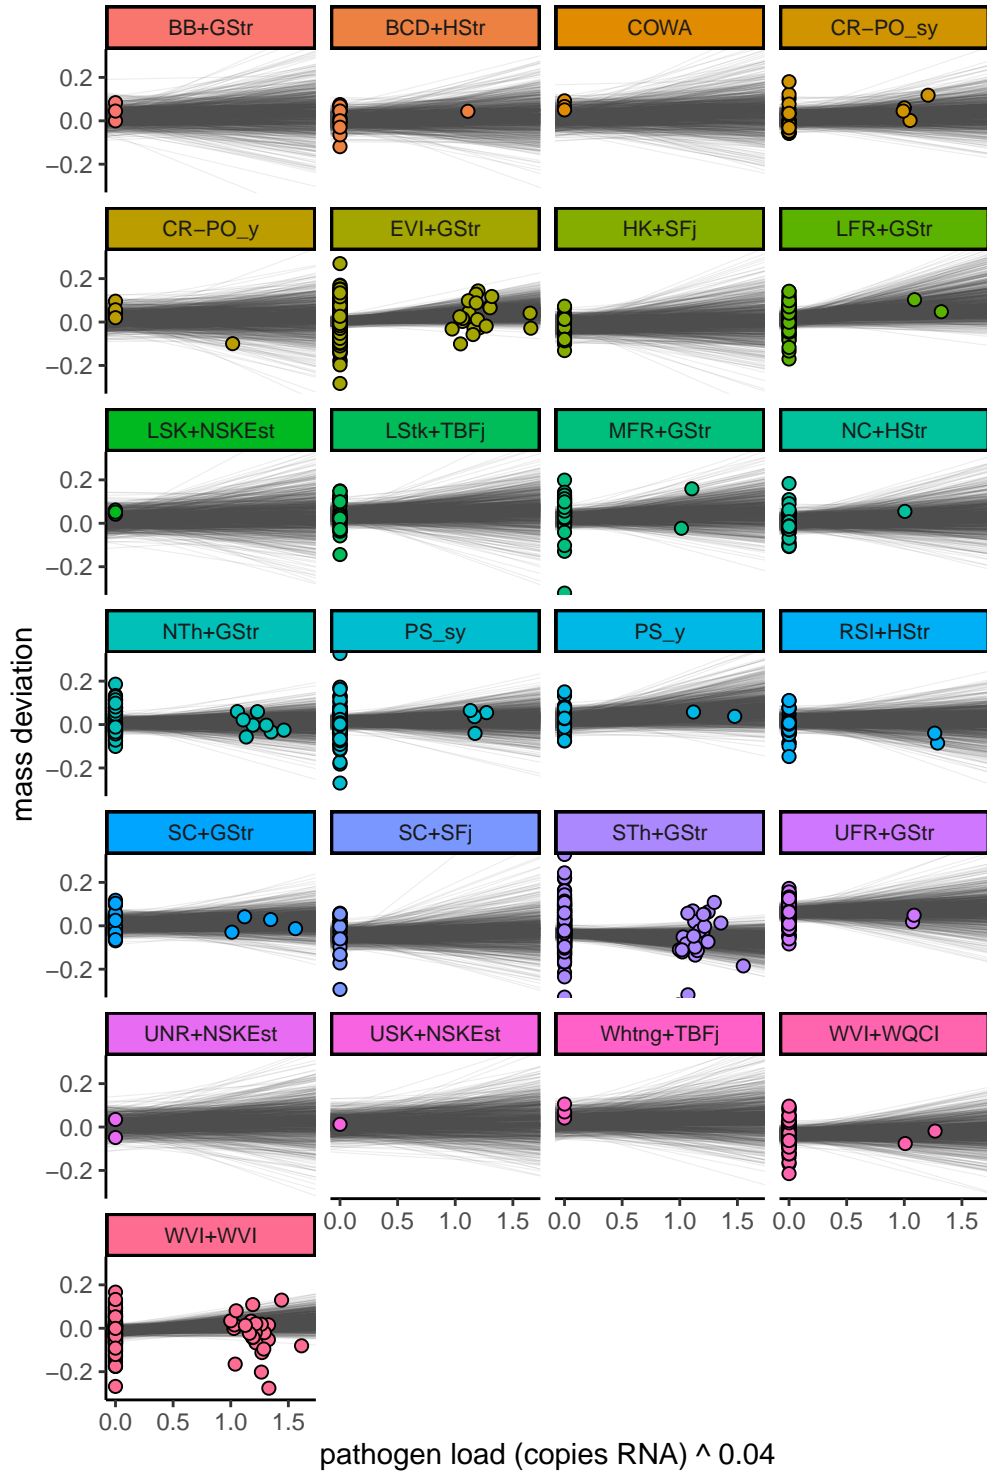 BB+GStr BCD+HStr COWA CR−PO_sy
0.2
0.0
−0.2
CR−PO_y EVI+GStr HK+SFj LFR+GStr
0.2
0.0
−0.2
LSK+NSKEst LStk+TBFj MFR+GStr NC+HStr
0.2
0.0
−0.2
NTh+GStr PS_sy PS_y RSI+HStr
0.2
0.0
−0.2
SC+GStr SC+SFj STh+GStr UFR+GStr
0.2
0.0
−0.2
UNR+NSKEst USK+NSKEst Whtng+TBFj WVI+WQCI
0.2
0.0
−0.2
0.0 0.5 1.0 1.5 0.0 0.5 1.0 1.5 0.0 0.5 1.0 1.5
WVI+WVI
0.2
0.0
−0.2
0.0 0.5 1.0 1.5
mass deviation
pathogen load (copies RNA) ^ 0.04